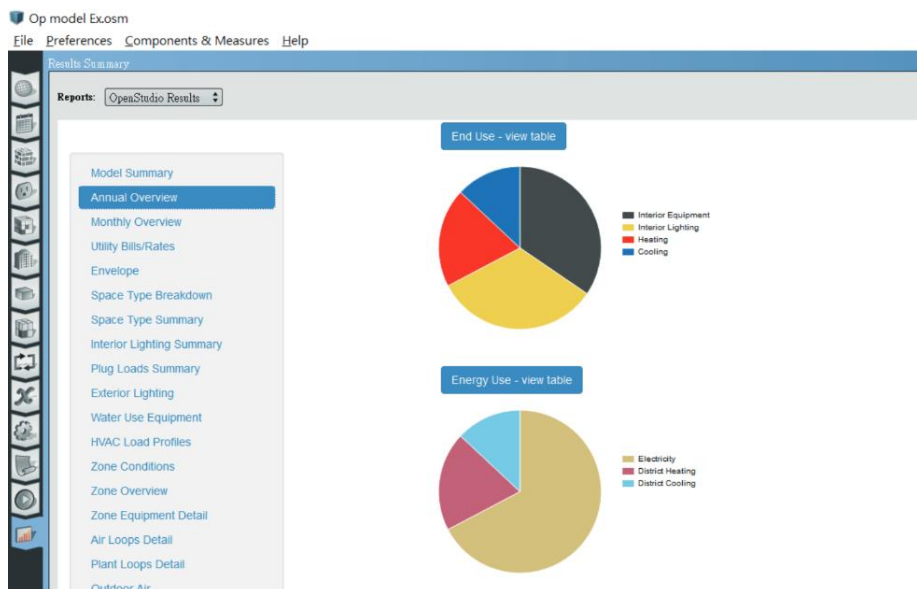 Op model Ex.osm
File Preferences Components & Measures Help
Results Summary
Reports: OpenStudio Results
End Use - view table
Model Summary
Annual Overview
Monthly Overview
Utility Bills/Rates
Envelope
Space Type Breakdown
Space Type Summary
Interior Lighting Summary
Plug Loads Summary
Exterior Lighting
Water Use Equipment
HVAC Load Profiles
Zone Conditions
Zone Overview
Zone Equipment Detail
Air Loops Detail
Plant Loops Detail
Outdoor Air
Interior Equipment
Interior Lighting
Heating
Cooling
Energy Use - view table
Electricity
District Heating
District Cooling